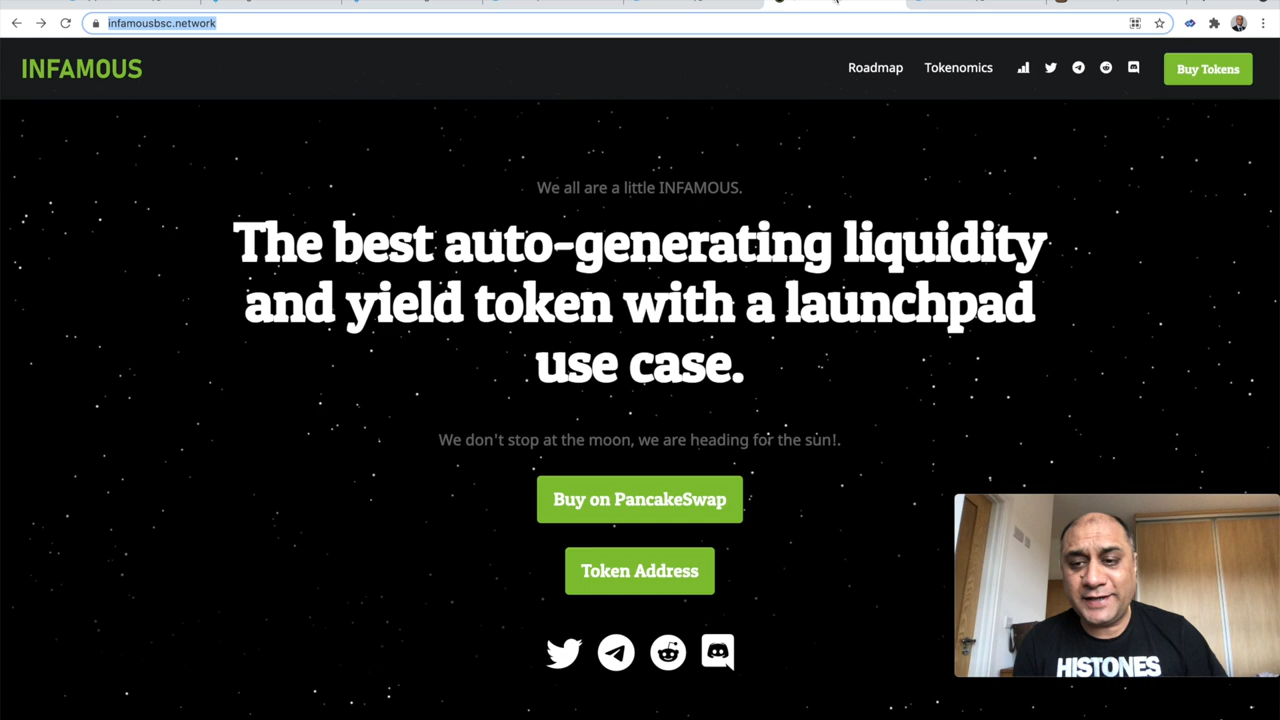 infamousbsc.network
INFAMOUS
Roadmap Tokenomics Buy Tokens
We all are a little INFAMOUS.
The best auto-generating liquidity
and yield token with a launchpad
use case.
We don't stop at the moon, we are heading for the sun!.
Buy on PancakeSwap
Token Address
HISTONES